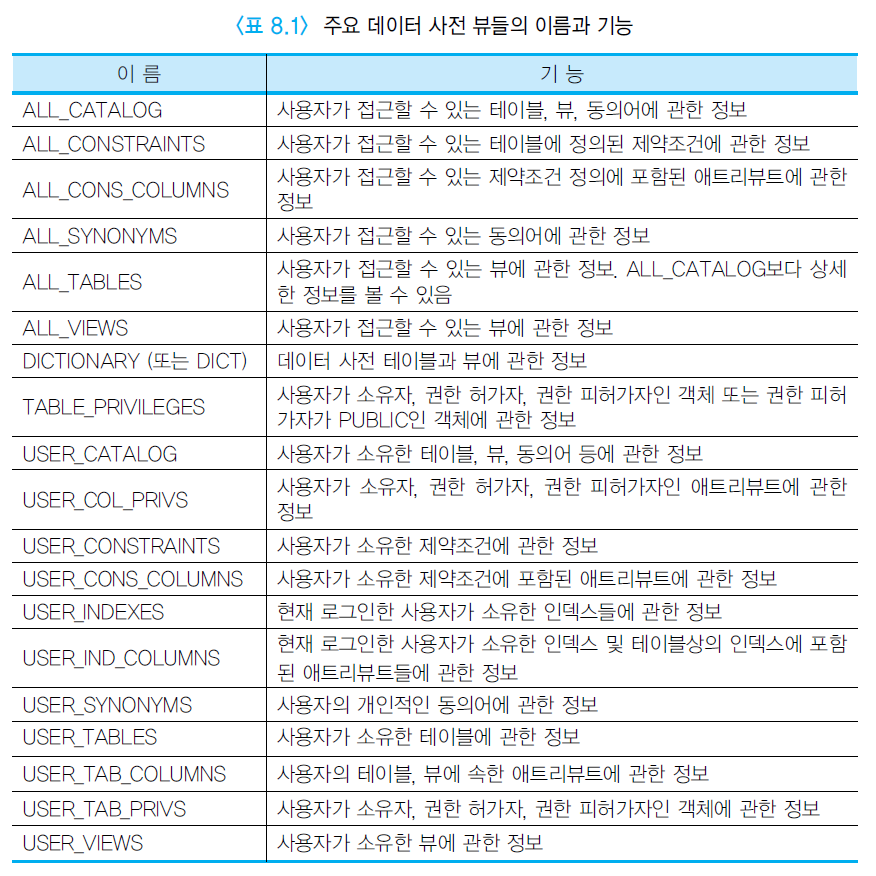 〈표 8.1〉 주요 데이터 사전 뷰들의 이름과 기능
이 름 기 능
ALL_CATALOG 사용자가 접근할 수 있는 테이블, 뷰, 동의어에 관한 정보
ALL_CONSTRAINTS 사용자가 접근할 수 있는 테이블에 정의된 제약조건에 관한 정보
ALL_CONS_COLUMNS 사용자가 접근할 수 있는 제약조건 정의에 포함된 애트리뷰트에 관한
정보
ALL_SYNONYMS 사용자가 접근할 수 있는 동의어에 관한 정보
ALL_TABLES 사용자가 접근할 수 있는 뷰에 관한 정보. ALL_CATALOG보다 상세
한 정보를 볼 수 있음
ALL_VIEWS 사용자가 접근할 수 있는 뷰에 관한 정보
DICTIONARY (또는 DICT) 데이터 사전 테이블과 뷰에 관한 정보
TABLE_PRIVILEGES 사용자가 소유자, 권한 허가자, 권한 피허가자인 객체 또는 권한 피허
가자가 PUBLIC인 객체에 관한 정보
USER_CATALOG 사용자가 소유한 테이블, 뷰, 동의어 등에 관한 정보
USER_COL_PRIVS 사용자가 소유자, 권한 허가자, 권한 피허가자인 애트리뷰트에 관한
정보
USER_CONSTRAINTS 사용자가 소유한 제약조건에 관한 정보
USER_CONS_COLUMNS 사용자가 소유한 제약조건에 포함된 애트리뷰트에 관한 정보
USER_INDEXES 현재 로그인한 사용자가 소유한 인덱스들에 관한 정보
USER_IND_COLUMNS 현재 로그인한 사용자가 소유한 인덱스 및 테이블상의 인덱스에 포함
된 애트리뷰트들에 관한 정보
USER_SYNONYMS 사용자의 개인적인 동의어에 관한 정보
USER_TABLES 사용자가 소유한 테이블에 관한 정보
USER_TAB_COLUMNS 사용자의 테이블, 뷰에 속한 애트리뷰트에 관한 정보
USER_TAB_PRIVS 사용자가 소유자, 권한 허가자, 권한 피허가자인 객체에 관한 정보
USER_VIEWS 사용자가 소유한 뷰에 관한 정보